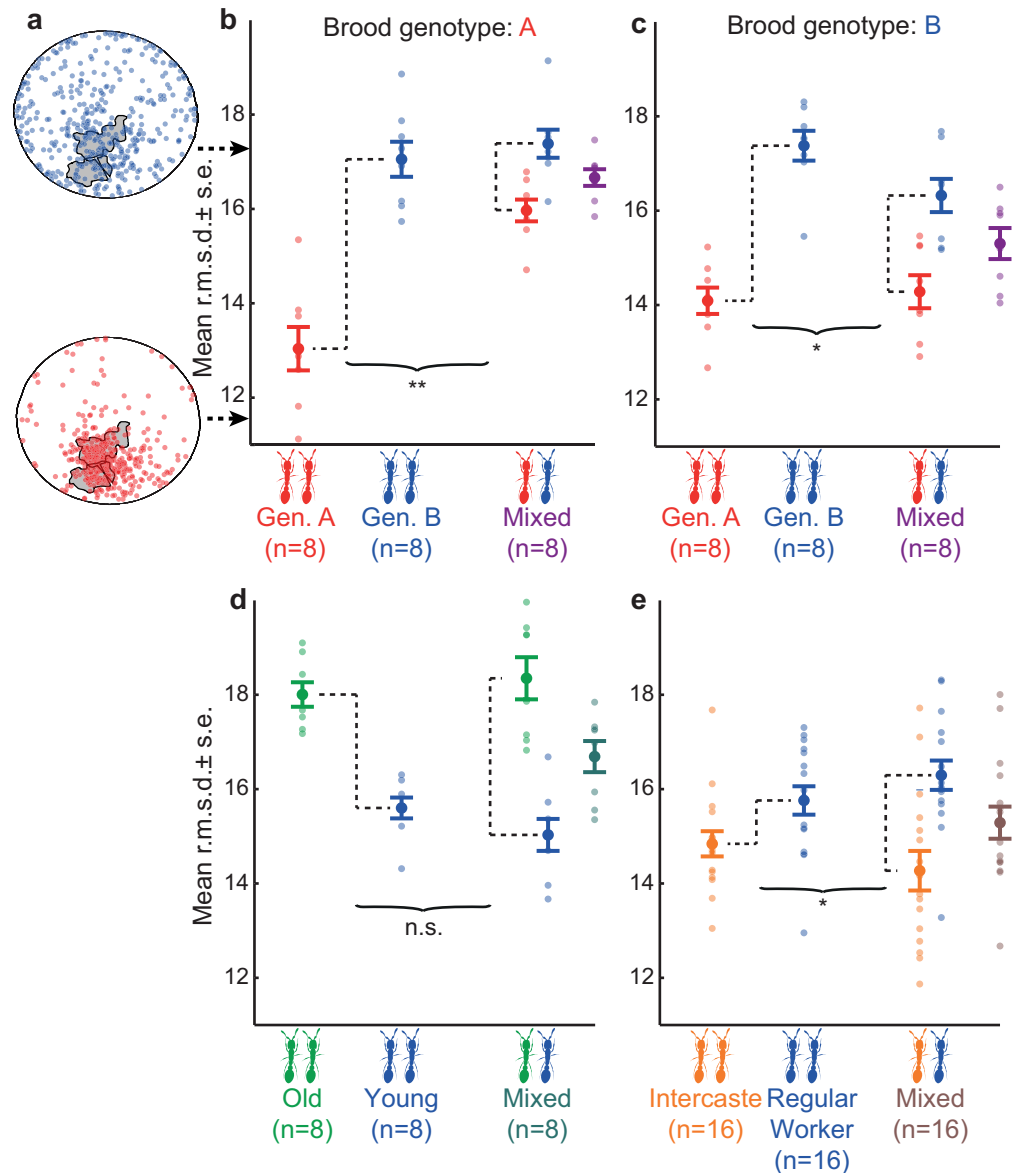 a
b
Brood genotype: A
c
Brood genotype: B
Mean r.m.s.d.± s.e.
18
16
14
12
**
Gen. A
(n=8)
Gen. B
(n=8)
Mixed
(n=8)
18
16
14
12
*
Gen. A
(n=8)
Gen. B
(n=8)
Mixed
(n=8)
d
Mean r.m.s.d.± s.e.
18
16
14
12
n.s.
Old
(n=8)
Young
(n=8)
Mixed
(n=8)
e
18
16
14
12
*
Intercaste
(n=16)
Regular
Worker
(n=16)
Mixed
(n=16)